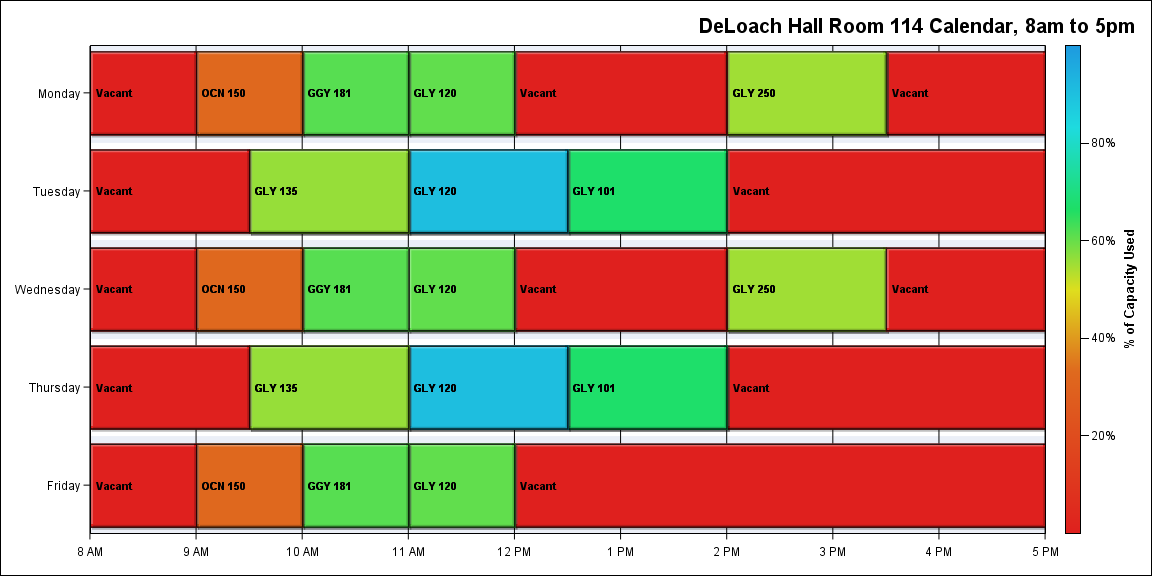 DeLoach Hall Room 114 Calendar, 8am to 5pm
Monday
Vacant
OCN 150
GGY 181
GLY 120
Vacant
GLY 250
Vacant
Tuesday
Vacant
GLY 135
GLY 120
GLY 101
Vacant
Wednesday
Vacant
OCN 150
GGY 181
GLY 120
Vacant
GLY 250
Vacant
Thursday
Vacant
GLY 135
GLY 120
GLY 101
Vacant
Friday
Vacant
OCN 150
GGY 181
GLY 120
Vacant
8 AM
9 AM
10 AM
11 AM
12 PM
1 PM
2 PM
3 PM
4 PM
5 PM
80%
60%
40%
20%
% of Capacity Used